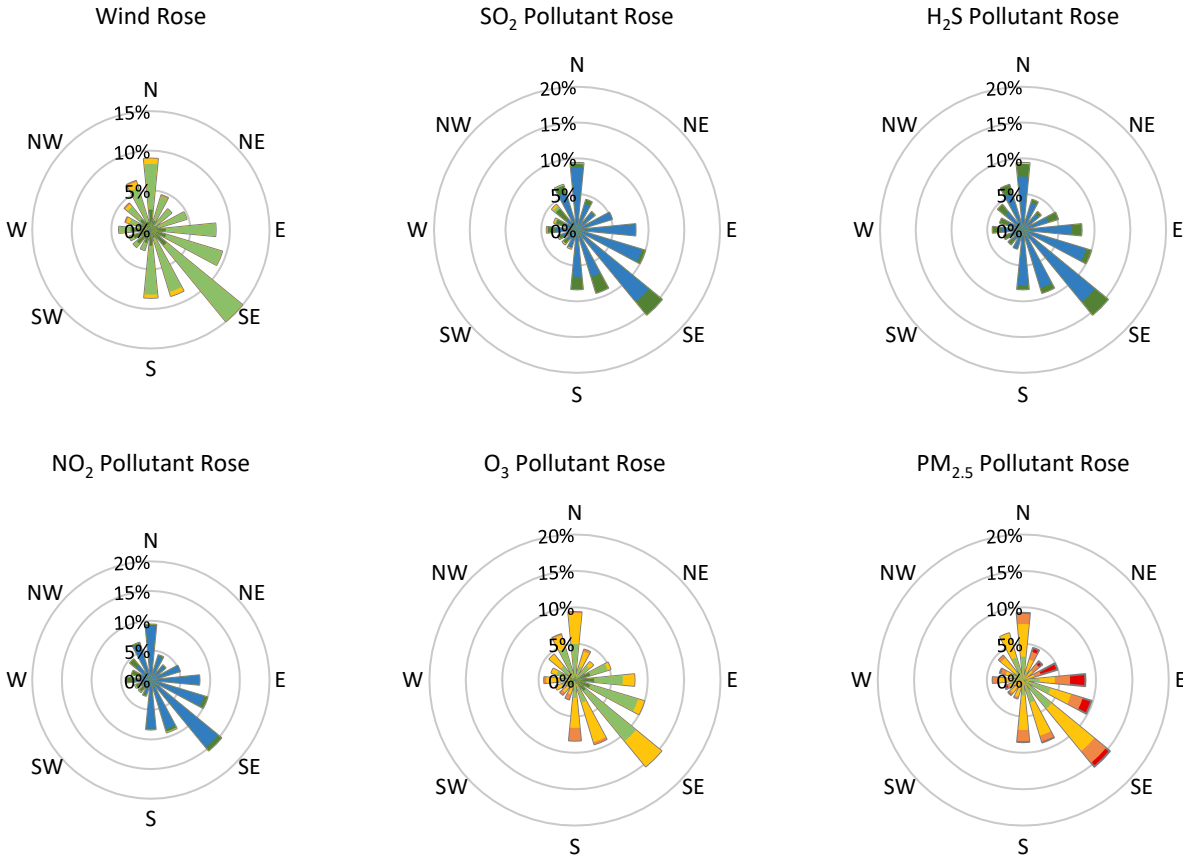 Wind Rose
N
NE
E
SE
S
SW
W
NW
15%
10%
5%
0%
SO₂ Pollutant Rose
N
NE
E
SE
S
SW
W
NW
20%
15%
10%
5%
0%
H₂S Pollutant Rose
N
NE
E
SE
S
SW
W
NW
20%
15%
10%
5%
0%
NO₂ Pollutant Rose
N
NE
E
SE
S
SW
W
NW
20%
15%
10%
5%
0%
O₃ Pollutant Rose
N
NE
E
SE
S
SW
W
NW
20%
15%
10%
5%
0%
PM₂.₅ Pollutant Rose
N
NE
E
SE
S
SW
W
NW
20%
15%
10%
5%
0%